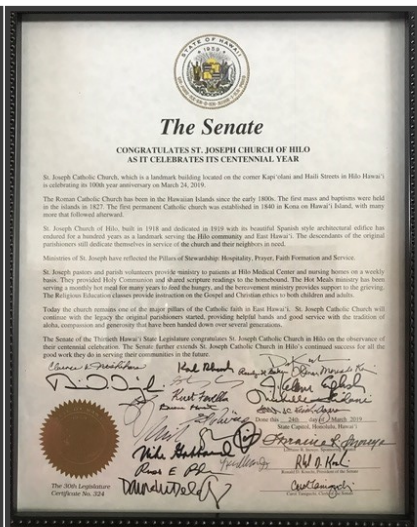 STATE OF HAWAII
1959
The Senate
CONGRATULATES ST. JOSEPH CHURCH OF HILO
AS IT CELEBRATES ITS CENTENNIAL YEAR
St. Joseph Catholic Church, which is a landmark building located on the corner Kapi'olani and Haili Streets in Hilo Hawai'i
is celebrating its 100th year anniversary on March 24, 2019.
The Roman Catholic Church has been in the Hawaiian Islands since the early 1800s. The first mass and baptisms were held
in the islands in 1827. The first permanent Catholic church was established in 1840 in Kona on Hawai'i Island, with many
more that followed afterward.
St. Joseph Church of Hilo, built in 1918 and dedicated in 1919 with its beautiful Spanish style architectural edifice has
endured for a hundred years as a landmark serving the Hilo community and East Hawai'i. The descendants of the original
parishioners still dedicate themselves in service of the church and their neighbors in need.
Ministries of St. Joseph have reflected the Pillars of Stewardship: Hospitality, Prayer, Faith Formation and Service.
St. Joseph pastors and parish volunteers provide ministry to patients at Hilo Medical Center and nursing homes on a weekly
basis. They provided Holy Communion and shared scripture readings to the homebound. The Hot Meals ministry has been
serving a monthly hot meal for many years to feed the hungry, and the bereavement ministry provides support to the grieving.
The Religious Education classes provide instruction on the Gospel and Christian ethics to both children and adults.
Today the church remains one of the major pillars of the Catholic faith in East Hawai'i. St. Joseph Catholic Church will
continue with the legacy the original parishioners started, providing helpful hands and good service with the tradition of
aloha, compassion and generosity that have been handed down over several generations.
The Senate of the Thirtieth Hawai'i State Legislature congratulates St. Joseph Church in Hilo on the observance of
their centennial celebration. The Senate further extends St. Joseph Catholic Church in Hilo's continued success for all the
good work they do in serving their communities in the future.
Done this 24th day of March 2019
State Capitol, Honolulu, Hawai'i
Mike Gabbard
President of the Senate
The 30th Legislature
Certificate No. 324